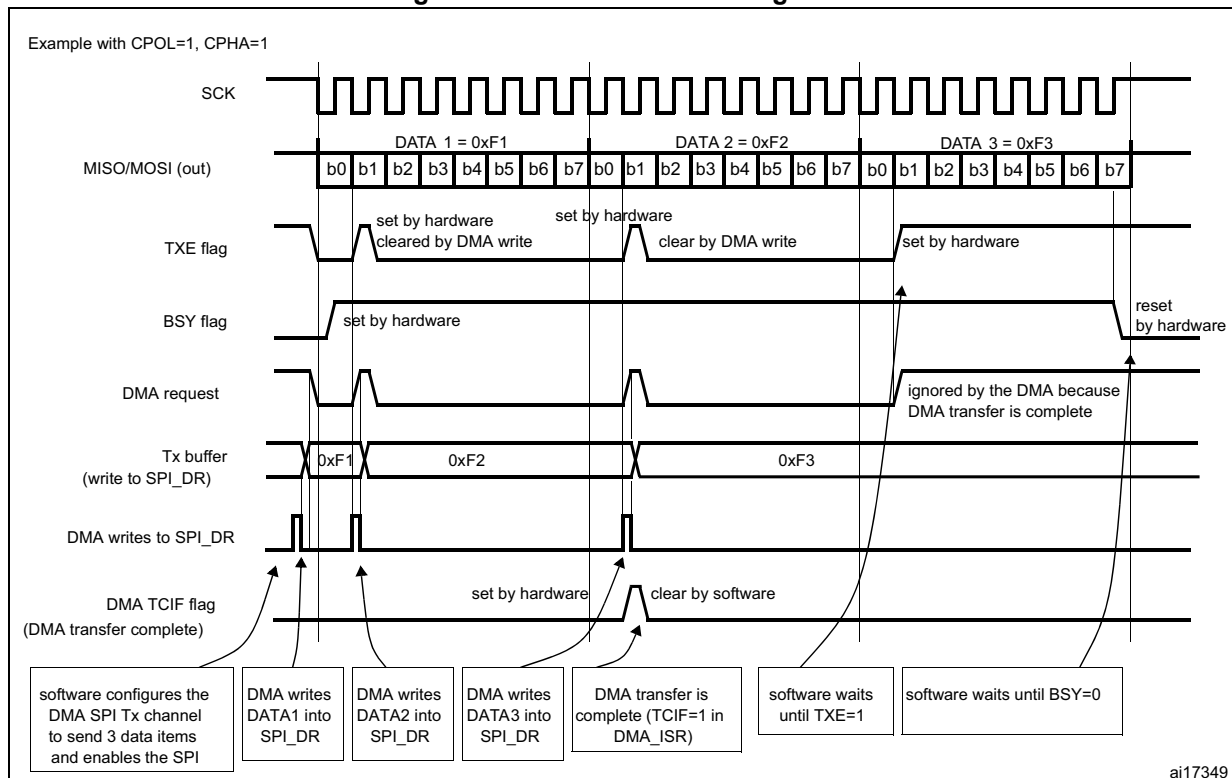 Example with CPOL=1, CPHA=1
SCK
DATA 1 = 0xF1
DATA 2 = 0xF2
DATA 3 = 0xF3
MISO/MOSI (out)
b0 b1 b2 b3 b4 b5 b6 b7 b0 b1 b2 b3 b4 b5 b6 b7 b0 b1 b2 b3 b4 b5 b6 b7
TXE flag
set by hardware
cleared by DMA write
set by hardware
clear by DMA write
set by hardware
BSY flag
set by hardware
reset
by hardware
DMA request
ignored by the DMA because
DMA transfer is complete
Tx buffer
(write to SPI_DR)
0xF1
0xF2
0xF3
DMA writes to SPI_DR
DMA TCIF flag
(DMA transfer complete)
set by hardware
clear by software
software configures the
DMA SPI Tx channel
to send 3 data items
and enables the SPI
DMA writes
DATA1 into
SPI_DR
DMA writes
DATA2 into
SPI_DR
DMA writes
DATA3 into
SPI_DR
DMA transfer is
complete (TCIF=1 in
DMA_ISR)
software waits
until TXE=1
software waits until BSY=0
ai17349